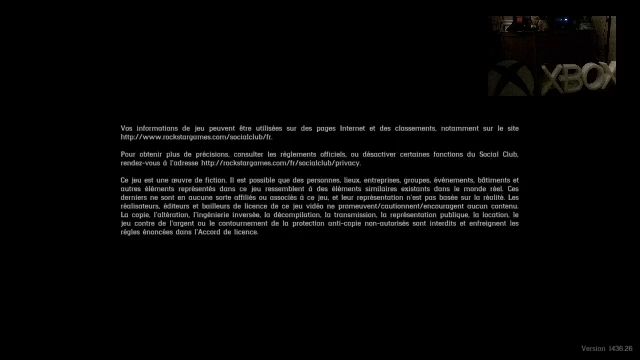 XBOX
Vos informations de jeu peuvent être utilisées sur des pages Internet et des classements, notamment sur le site
http://www.rockstargames.com/socialclub/fr.
Pour obtenir plus de précisions, consulter les règlements officiels, ou désactiver certaines fonctions du Social Club,
rendez-vous à l'adresse http://rockstargames.com/fr/socialclub/privacy.
Ce jeu est une œuvre de fiction. Il est possible que des personnes, lieux, entreprises, groupes, événements, bâtiments et
autres éléments représentés dans ce jeu ressemblent à des éléments similaires existants dans le monde réel. Ces
derniers ne sont en aucune sorte affiliés ou associés à ce jeu, et leur représentation n'est pas basée sur la réalité. Les
réalisateurs, éditeurs et bailleurs de licence de ce jeu vidéo ne promeuvent/cautionnent/encouragent aucun contenu.
La copie, l'altération, l'ingénierie inversée, la décompilation, la transmission, la représentation publique, la location, le
jeu contre de l'argent ou le contournement de la protection anti-copie non-autorisés sont interdits et enfreignent les
règles énoncées dans l'Accord de licence.
Version 1436.26